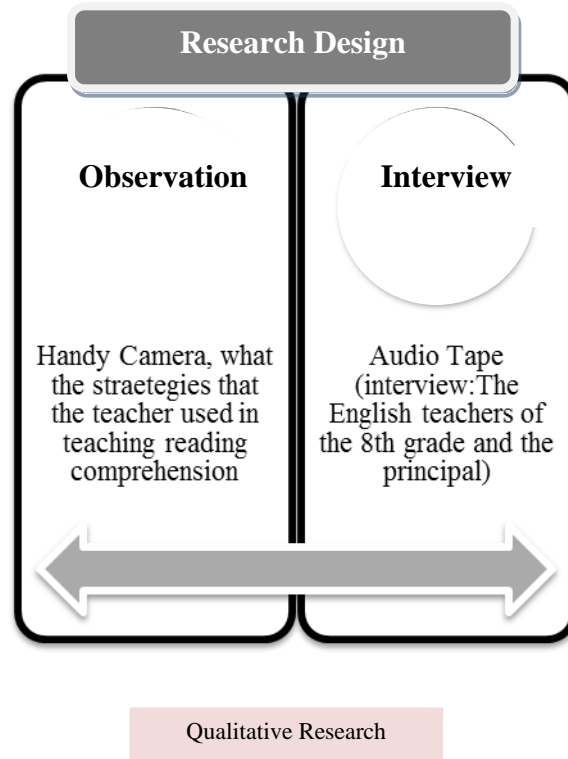 Research Design
Observation
Handy Camera, what
the straetegies that
the teacher used in
teaching reading
comprehension
Interview
Audio Tape
(interview:The
English teachers of
the 8th grade and the
principal)
Qualitative Research